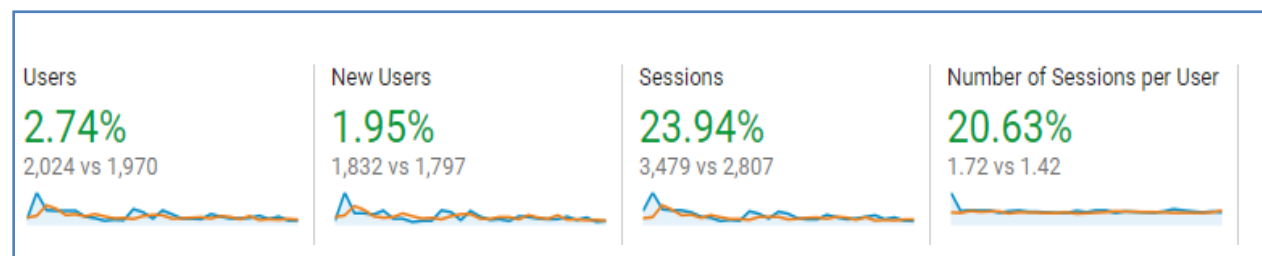 Users
2.74%
2,024 vs 1,970
New Users
1.95%
1,832 vs 1,797
Sessions
23.94%
3,479 vs 2,807
Number of Sessions per User
20.63%
1.72 vs 1.42